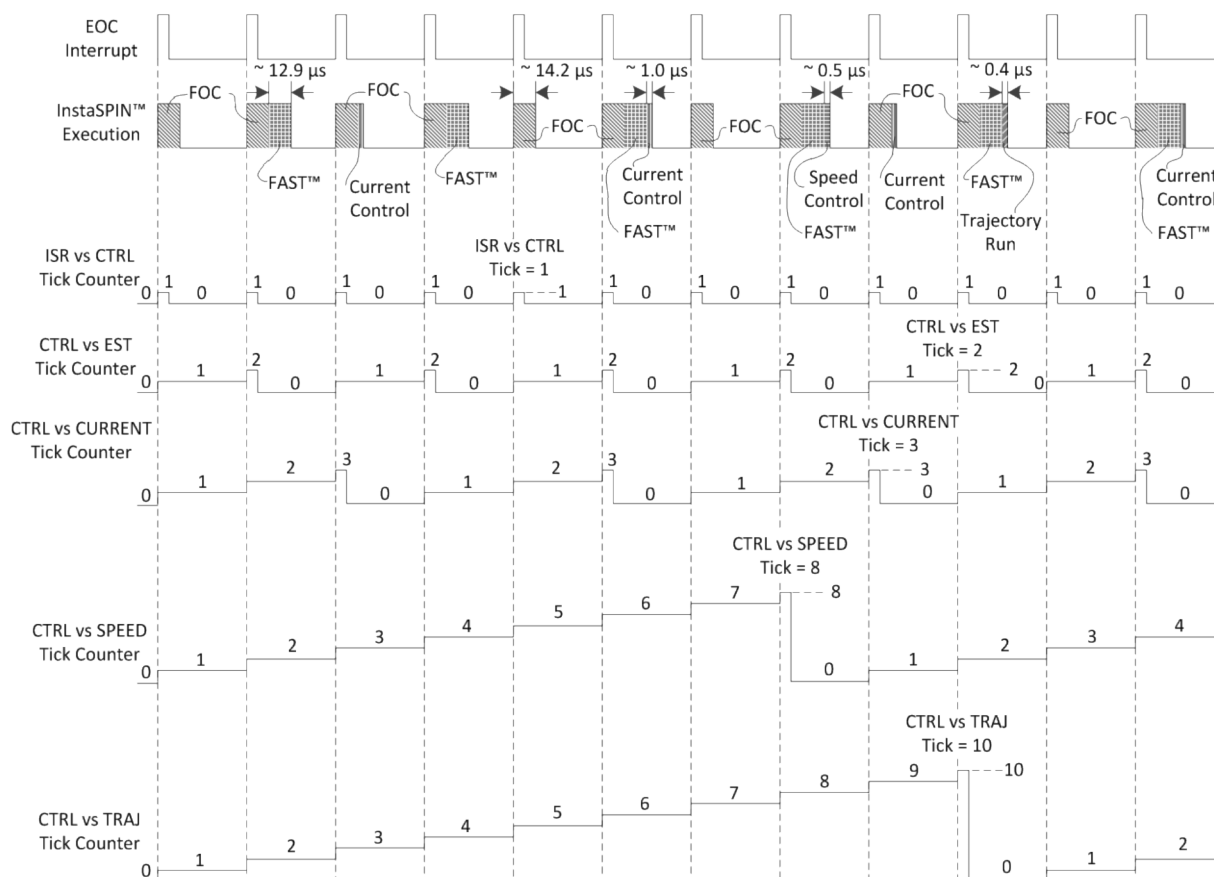 EOC
Interrupt
~ 12.9 µs
~ 14.2 µs
~ 1.0 µs
~ 0.5 µs
~ 0.4 µs
InstaSPIN™
Execution
FOC
FOC
FOC
FOC
FOC
FOC
FOC
FAST™
Current
Control
FAST™
Current
Control
FAST™
Speed
Control
FAST™
Current
Control
FAST™
Trajectory
Run
Current
Control
FAST™
ISR vs CTRL
Tick Counter
ISR vs CTRL
Tick = 1
0 1 0 1 0 1 0 1 0 1 1 1 0 1 0 1 0 1 0 1 0 1 0 1 0
CTRL vs EST
Tick Counter
CTRL vs EST
Tick = 2
0 1 2 0 1 2 0 1 2 0 1 2 0 1 2 0 1 2 0
CTRL vs CURRENT
Tick Counter
CTRL vs CURRENT
Tick = 3
0 1 2 3 0 1 2 3 0 1 2 3 0 1 2 3 0
CTRL vs SPEED
Tick = 8
CTRL vs SPEED
Tick Counter
0 1 2 3 4 5 6 7 8 0 1 2 3 4
CTRL vs TRAJ
Tick = 10
CTRL vs TRAJ
Tick Counter
0 1 2 3 4 5 6 7 8 9 10 0 1 2